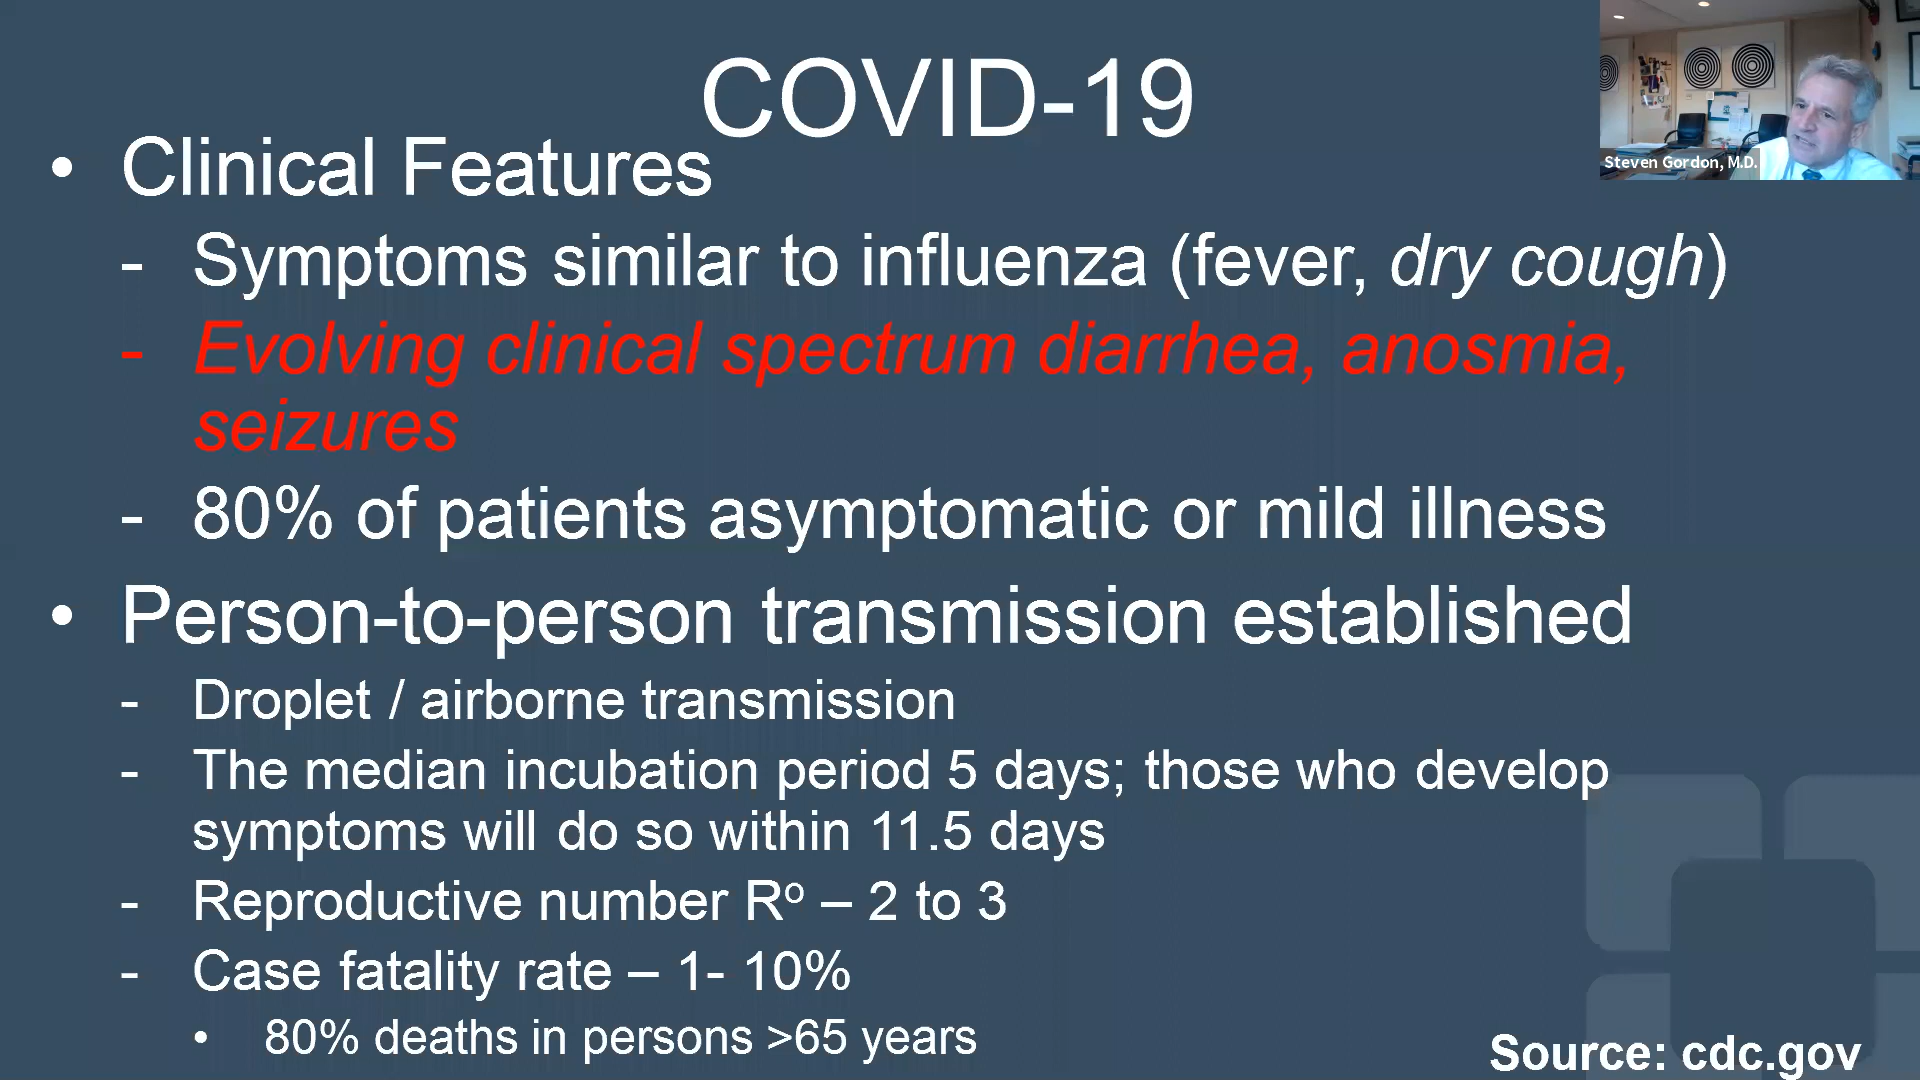 COVID-19
Steven Gordon, M.D.
• Clinical Features
- Symptoms similar to influenza (fever, dry cough)
- Evolving clinical spectrum diarrhea, anosmia,
seizures
- 80% of patients asymptomatic or mild illness
• Person-to-person transmission established
- Droplet / airborne transmission
- The median incubation period 5 days; those who develop
symptoms will do so within 11.5 days
- Reproductive number Rº – 2 to 3
- Case fatality rate – 1- 10%
• 80% deaths in persons >65 years
Source: cdc.gov